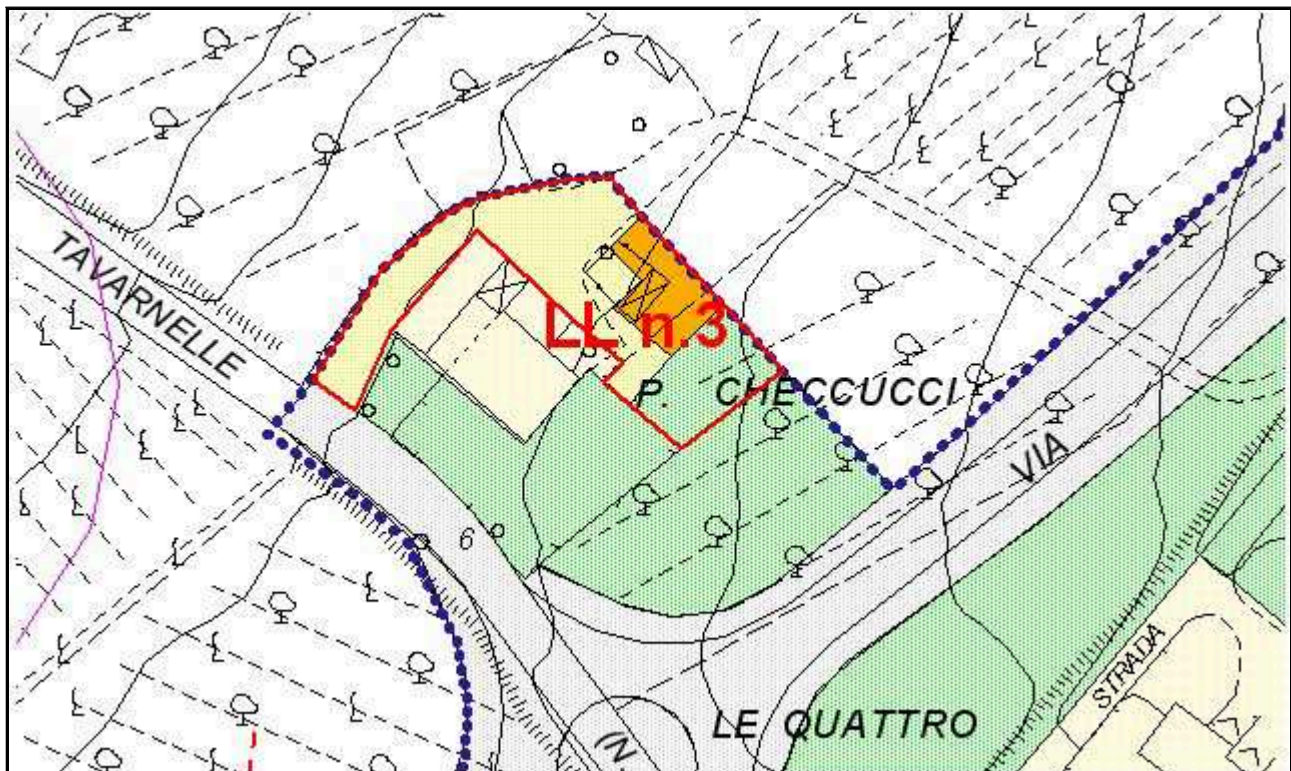 TAVARNELLE
LL n.3
P. CHECCUCCI
VIA
6
STRADA
LE QUATTRO
(N.